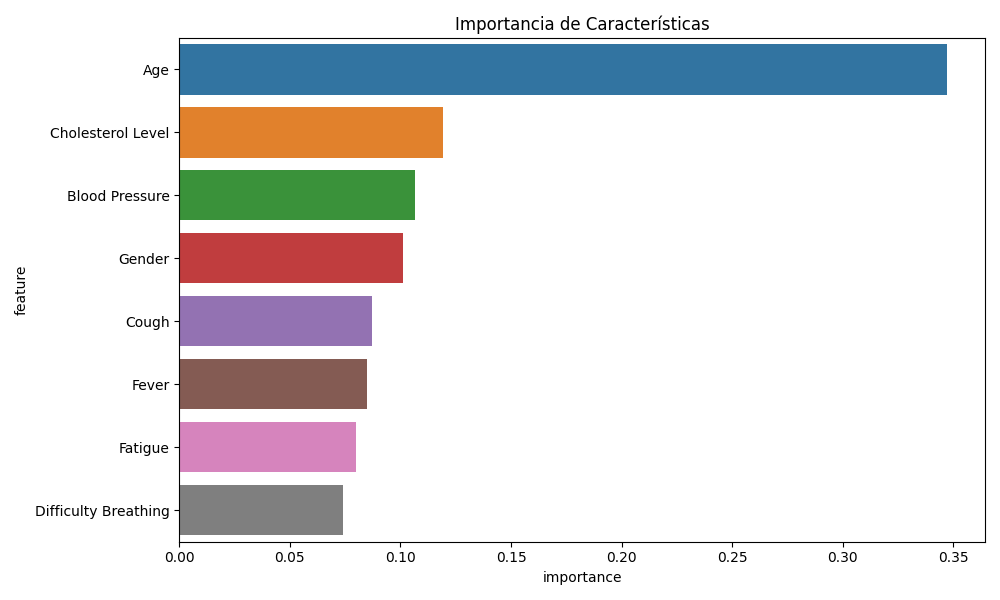 Importancia de Características
Age
Cholesterol Level
Blood Pressure
Gender
Cough
Fever
Fatigue
Difficulty Breathing
feature
0.00 0.05 0.10 0.15 0.20 0.25 0.30 0.35
importance